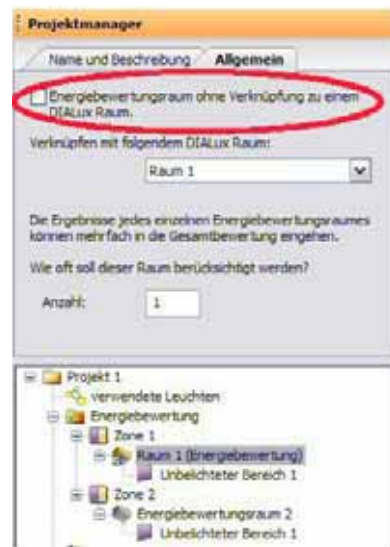 Projektmanager
Name und Beschreibung Allgemein
Energiebewertungsraum ohne Verknüpfung zu einem
DIALux Raum.
Verknüpfen mit folgendem DIALux Raum:
Raum 1
Die Ergebnisse jedes einzelnen Energiebewertungsraumes
können mehrfach in die Gesamtbewertung eingehen.
Wie oft soll dieser Raum berücksichtigt werden?
Anzahl: 1
Projekt 1
verwendete Leuchten
Energiebewertung
Zone 1
Raum 1 (Energiebewertung)
Unbelichteter Bereich 1
Zone 2
Energiebewertungsraum 2
Unbelichteter Bereich 1